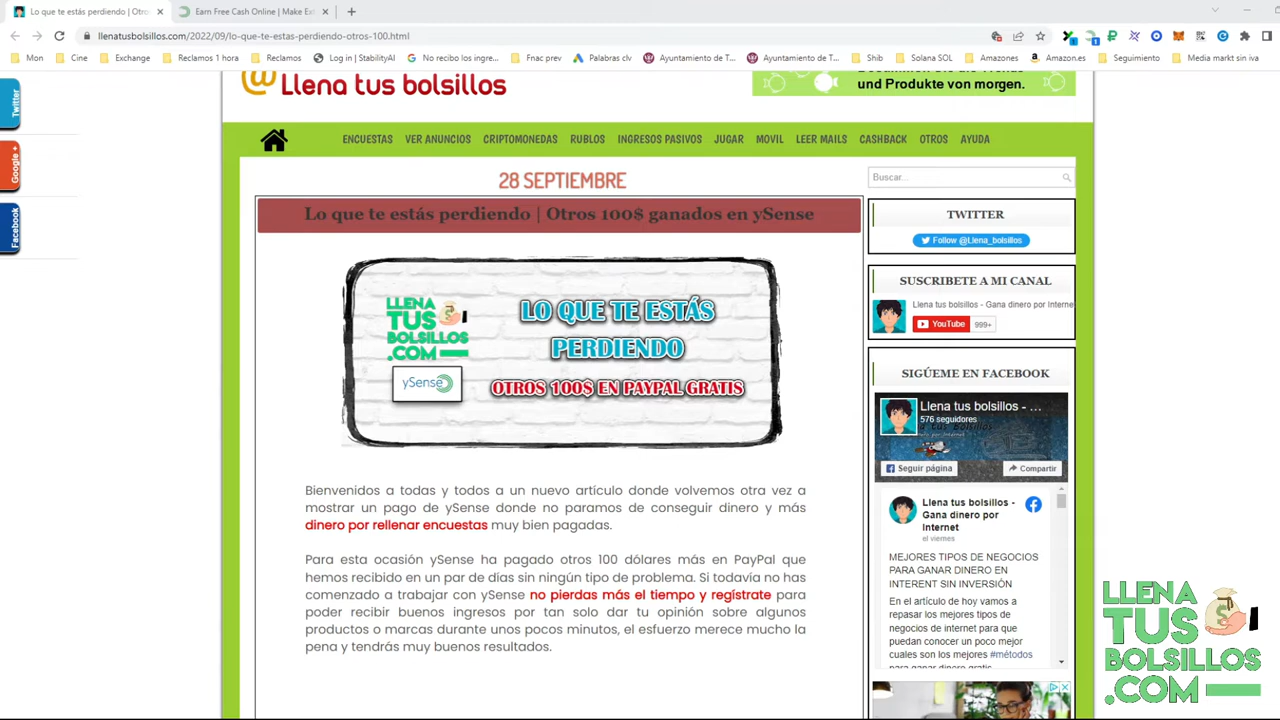 Lo que te estás perdiendo | Otro
Earn Free Cash Online | Make Ex
llenatusbolsillos.com/2022/09/lo-que-te-estas-perdiendo-otros-100.html
Mon Cine Exchange Reclamos 1 hora Reclamos Log in | StabilityAI No recibo los ingre... Fnac prev Palabras clv Ayuntamiento de T... Ayuntamiento de T... Shib Solana SOL Amazones Amazon.es Seguimiento Media markt sin iva
Twitter
Google +
Facebook
@Llena tus bolsillos
und Produkte von morgen.
ENCUESTAS VER ANUNCIOS CRIPTOMONEDAS RUBLOS INGRESOS PASIVOS JUGAR MOVIL LEER MAILS CASHBACK OTROS AYUDA
28 SEPTIEMBRE
Lo que te estás perdiendo | Otros 100$ ganados en ySense
LLENA
TUS
BOLSILLOS
.COM
ySense
LO QUE TE ESTÁS
PERDIENDO
OTROS 100$ EN PAYPAL GRATIS
Bienvenidos a todas y todos a un nuevo artículo donde volvemos otra vez a
mostrar un pago de ySense donde no paramos de conseguir dinero y más
dinero por rellenar encuestas muy bien pagadas.
Para esta ocasión ySense ha pagado otros 100 dólares más en PayPal que
hemos recibido en un par de días sin ningún tipo de problema. Si todavía no has
comenzado a trabajar con ySense no pierdas más el tiempo y regístrate para
poder recibir buenos ingresos por tan solo dar tu opinión sobre algunos
productos o marcas durante unos pocos minutos, el esfuerzo merece mucho la
pena y tendrás muy buenos resultados.
Buscar...
TWITTER
Follow @Llena_bolsillos
SUSCRIBETE A MI CANAL
Llena tus bolsillos - Gana dinero por Interne
YouTube 999+
SIGÚEME EN FACEBOOK
Llena tus bolsillos - ...
576 seguidores
Seguir página
Compartir
Llena tus bolsillos -
Gana dinero por
Internet
el viernes
MEJORES TIPOS DE NEGOCIOS
PARA GANAR DINERO EN
INTERENT SIN INVERSIÓN
En el artículo de hoy vamos a
repasar los mejores tipos de
negocios de internet para que
puedan conocer un poco mejor
cuales son los mejores #métodos
para ganar dinero gratis
LLENA
TUS
BOLSILLOS
.COM